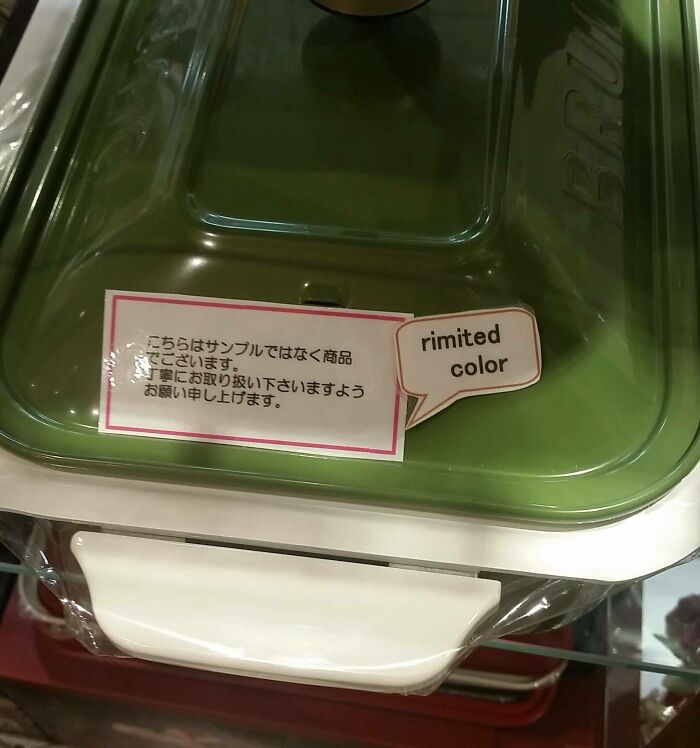 BRU
こちらはサンプルではなく商品
でございます。
丁寧にお取り扱い下さいますよう
お願い申し上げます。
rimited
color